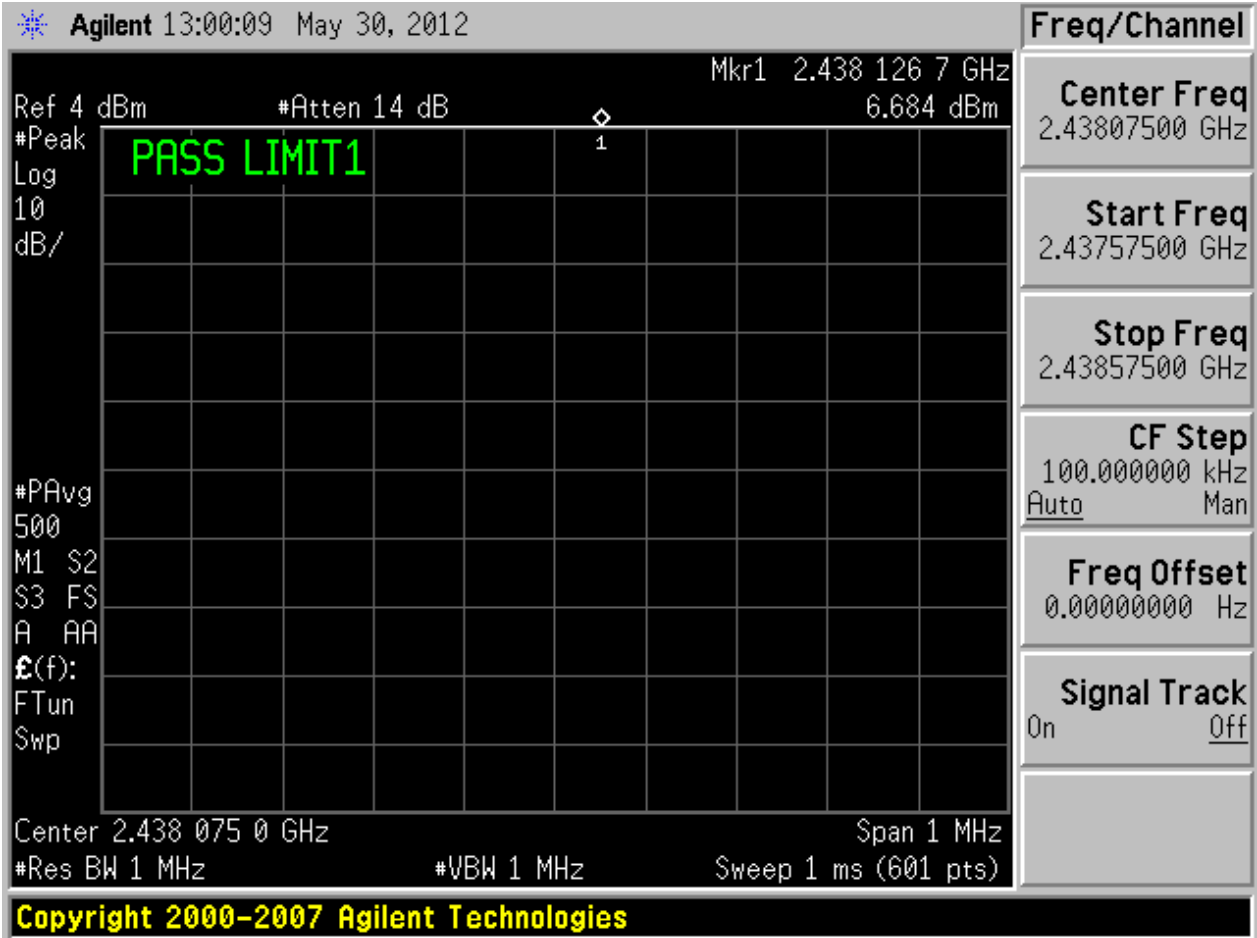 Agilent 13:00:09 May 30, 2012
Freq/Channel
Mkr1 2.438 126 7 GHz
Ref 4 dBm #Atten 14 dB 6.684 dBm
#Peak
Log
10
dB/
PASS LIMIT1
1
#PAvg
500
M1 S2
S3 FS
A AA
£(f):
FTun
Swp
Center 2.438 075 0 GHz Span 1 MHz
#Res BW 1 MHz #VBW 1 MHz Sweep 1 ms (601 pts)
Center Freq
2.43807500 GHz
Start Freq
2.43757500 GHz
Stop Freq
2.43857500 GHz
CF Step
100.000000 kHz
Auto Man
Freq Offset
0.00000000 Hz
Signal Track
On Off
Copyright 2000-2007 Agilent Technologies